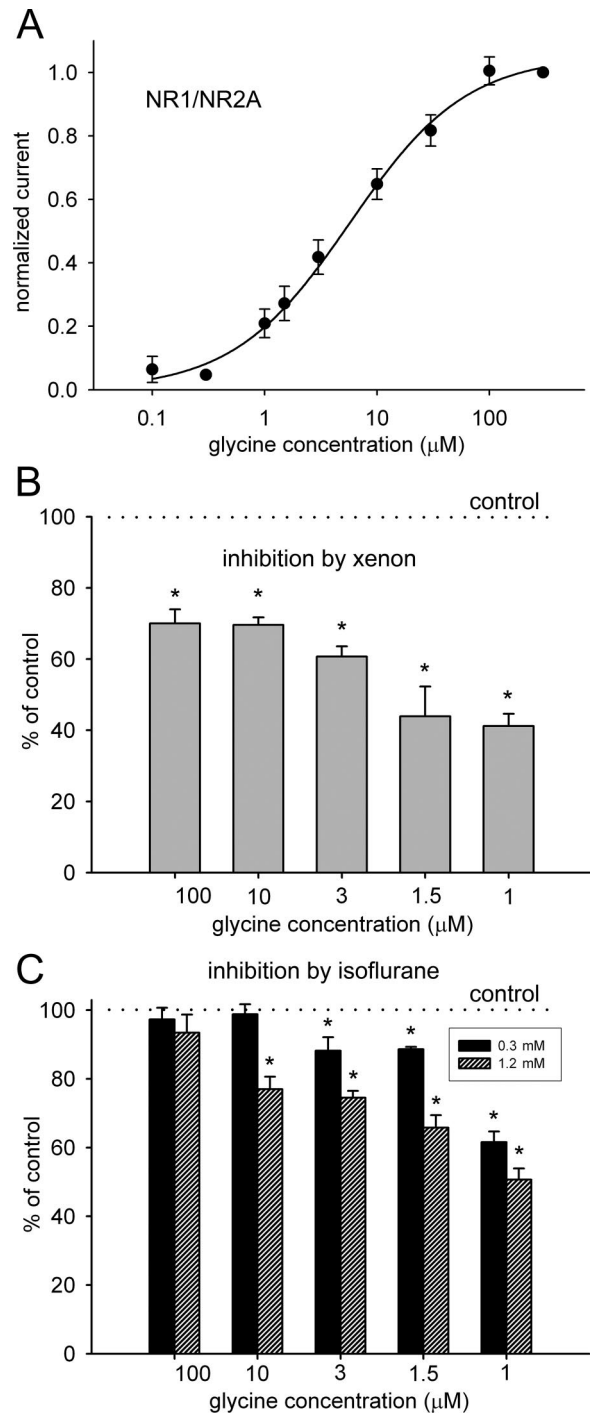 A
1.0
0.8
0.6
0.4
0.2
0.0
normalized current
NR1/NR2A
0.1 1 10 100
glycine concentration (μM)
B
control
100
80
60
40
20
0
% of control
inhibition by xenon
* * * * *
100 10 3 1.5 1
glycine concentration (μM)
C
inhibition by isoflurane
control
100
80
60
40
20
0
% of control
0.3 mM
1.2 mM
* * * * * * *
100 10 3 1.5 1
glycine concentration (μM)